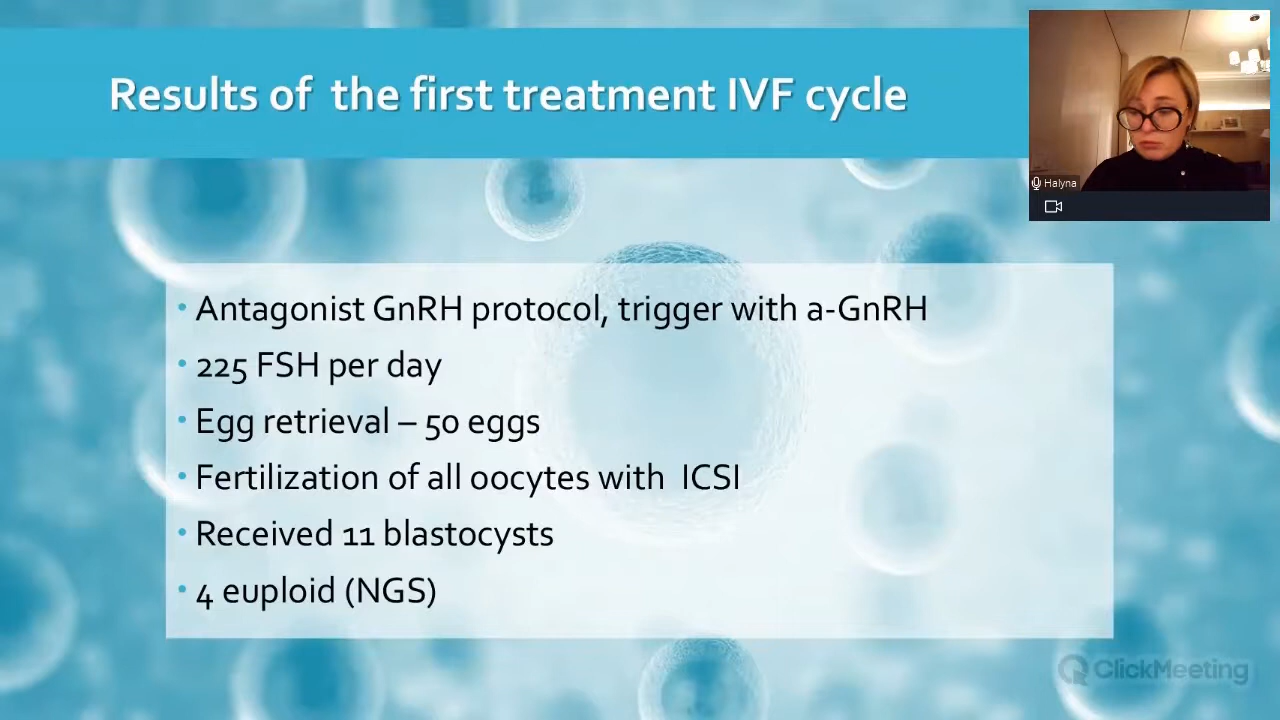 Results of the first treatment IVF cycle
Halyna
• Antagonist GnRH protocol, trigger with a-GnRH
• 225 FSH per day
• Egg retrieval – 50 eggs
• Fertilization of all oocytes with ICSI
• Received 11 blastocysts
• 4 euploid (NGS)
ClickMeeting